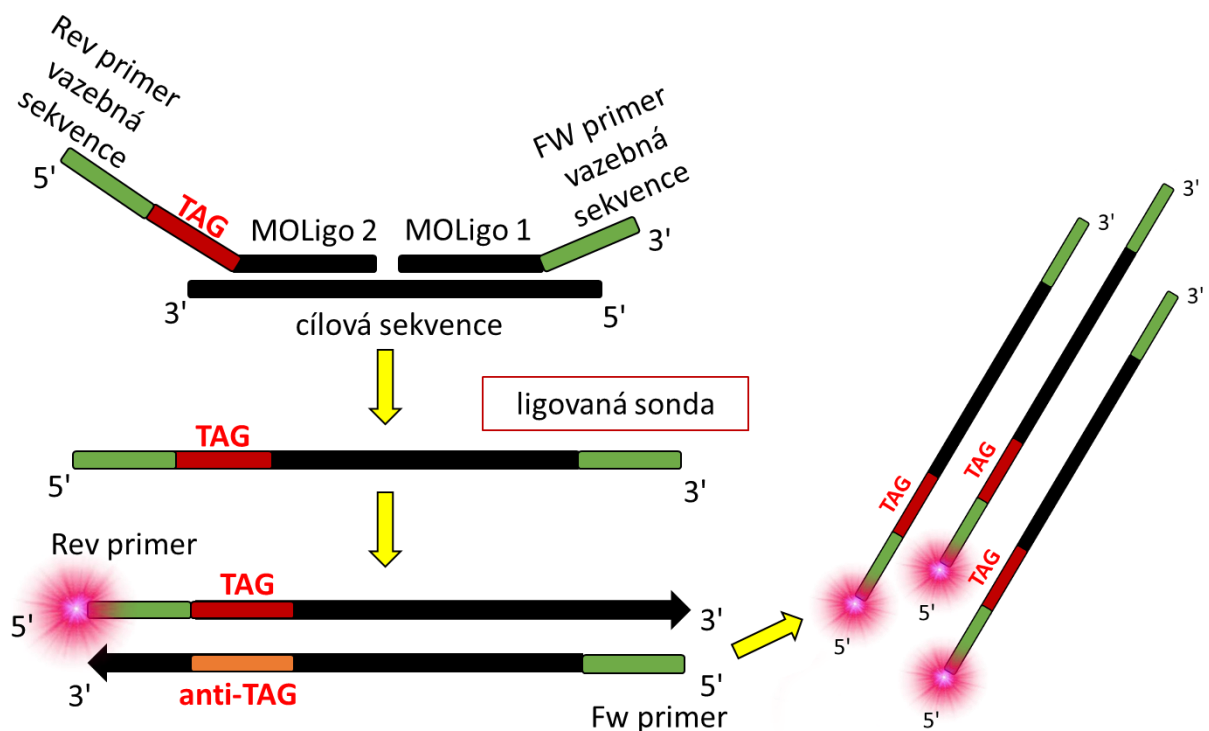 Rev primer
vazebná
sekvence
FW primer
vazebná
sekvence
5'
TAG
MOLigo 2
MOLigo 1
3'
3'
5'
cílová sekvence
ligovaná sonda
TAG
5'
3'
Rev primer
TAG
5'
3'
3'
anti-TAG
5'
Fw primer
3'
3'
3'
TAG
TAG
TAG
5'
5'
5'